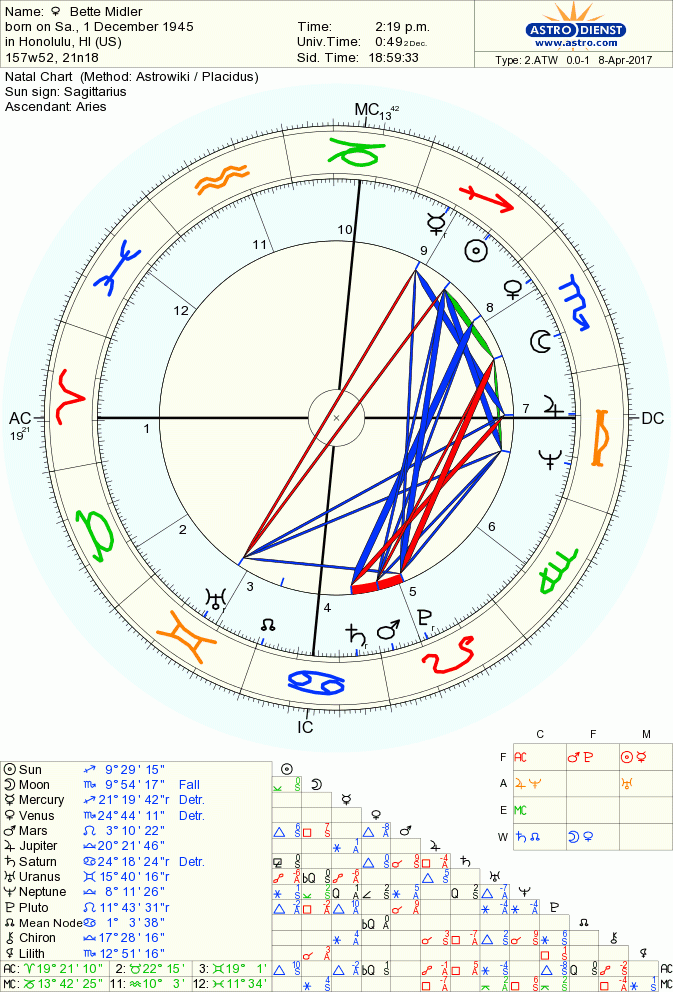 Name: ♀ Bette Midler
born on Sa., 1 December 1945
in Honolulu, HI (US)
157w52, 21n18
Time: 2:19 p.m.
Univ.Time: 0:49 2 Dec.
Sid. Time: 18:59:33
ASTRO DIENST
www.astro.com
Type: 2.ATW 0.0-1 8-Apr-2017
Natal Chart (Method: Astrowiki / Placidus)
Sun sign: Sagittarius
Ascendant: Aries
MC 13 42
10
9
11
8
12
AC 19 21
1
7
DC
2
6
3
4
5
IC
C F M
F AC ♂ ♇ ☉ ☿
A ♃ ♆ ♅
E MC
W ♄ ☊ ☽ ♀
☉ Sun ♐ 9° 29' 15"
☽ Moon ♏ 9° 54' 17" Fall
☿ Mercury ♐ 21° 19' 42"r Detr.
♀ Venus ♏ 24° 44' 11" Detr.
♂ Mars ♌ 3° 10' 22"
♃ Jupiter ♎ 20° 21' 46"
♄ Saturn ♋ 24° 18' 24"r Detr.
♅ Uranus ♊ 15° 40' 16"r
♆ Neptune ♎ 8° 11' 26"
♇ Pluto ♌ 11° 43' 31"r
☊ Mean Node ♋ 1° 3' 38"
⚷ Chiron ♎ 17° 28' 16"
⚸ Lilith ♏ 12° 51' 16"
AC: ♈ 19° 21' 10" 2: ♉ 22° 15' 3: ♊ 19° 1'
MC: ♑ 13° 42' 25" 11: ♒ 10° 3' 12: ♓ 11° 34'
AC
MC